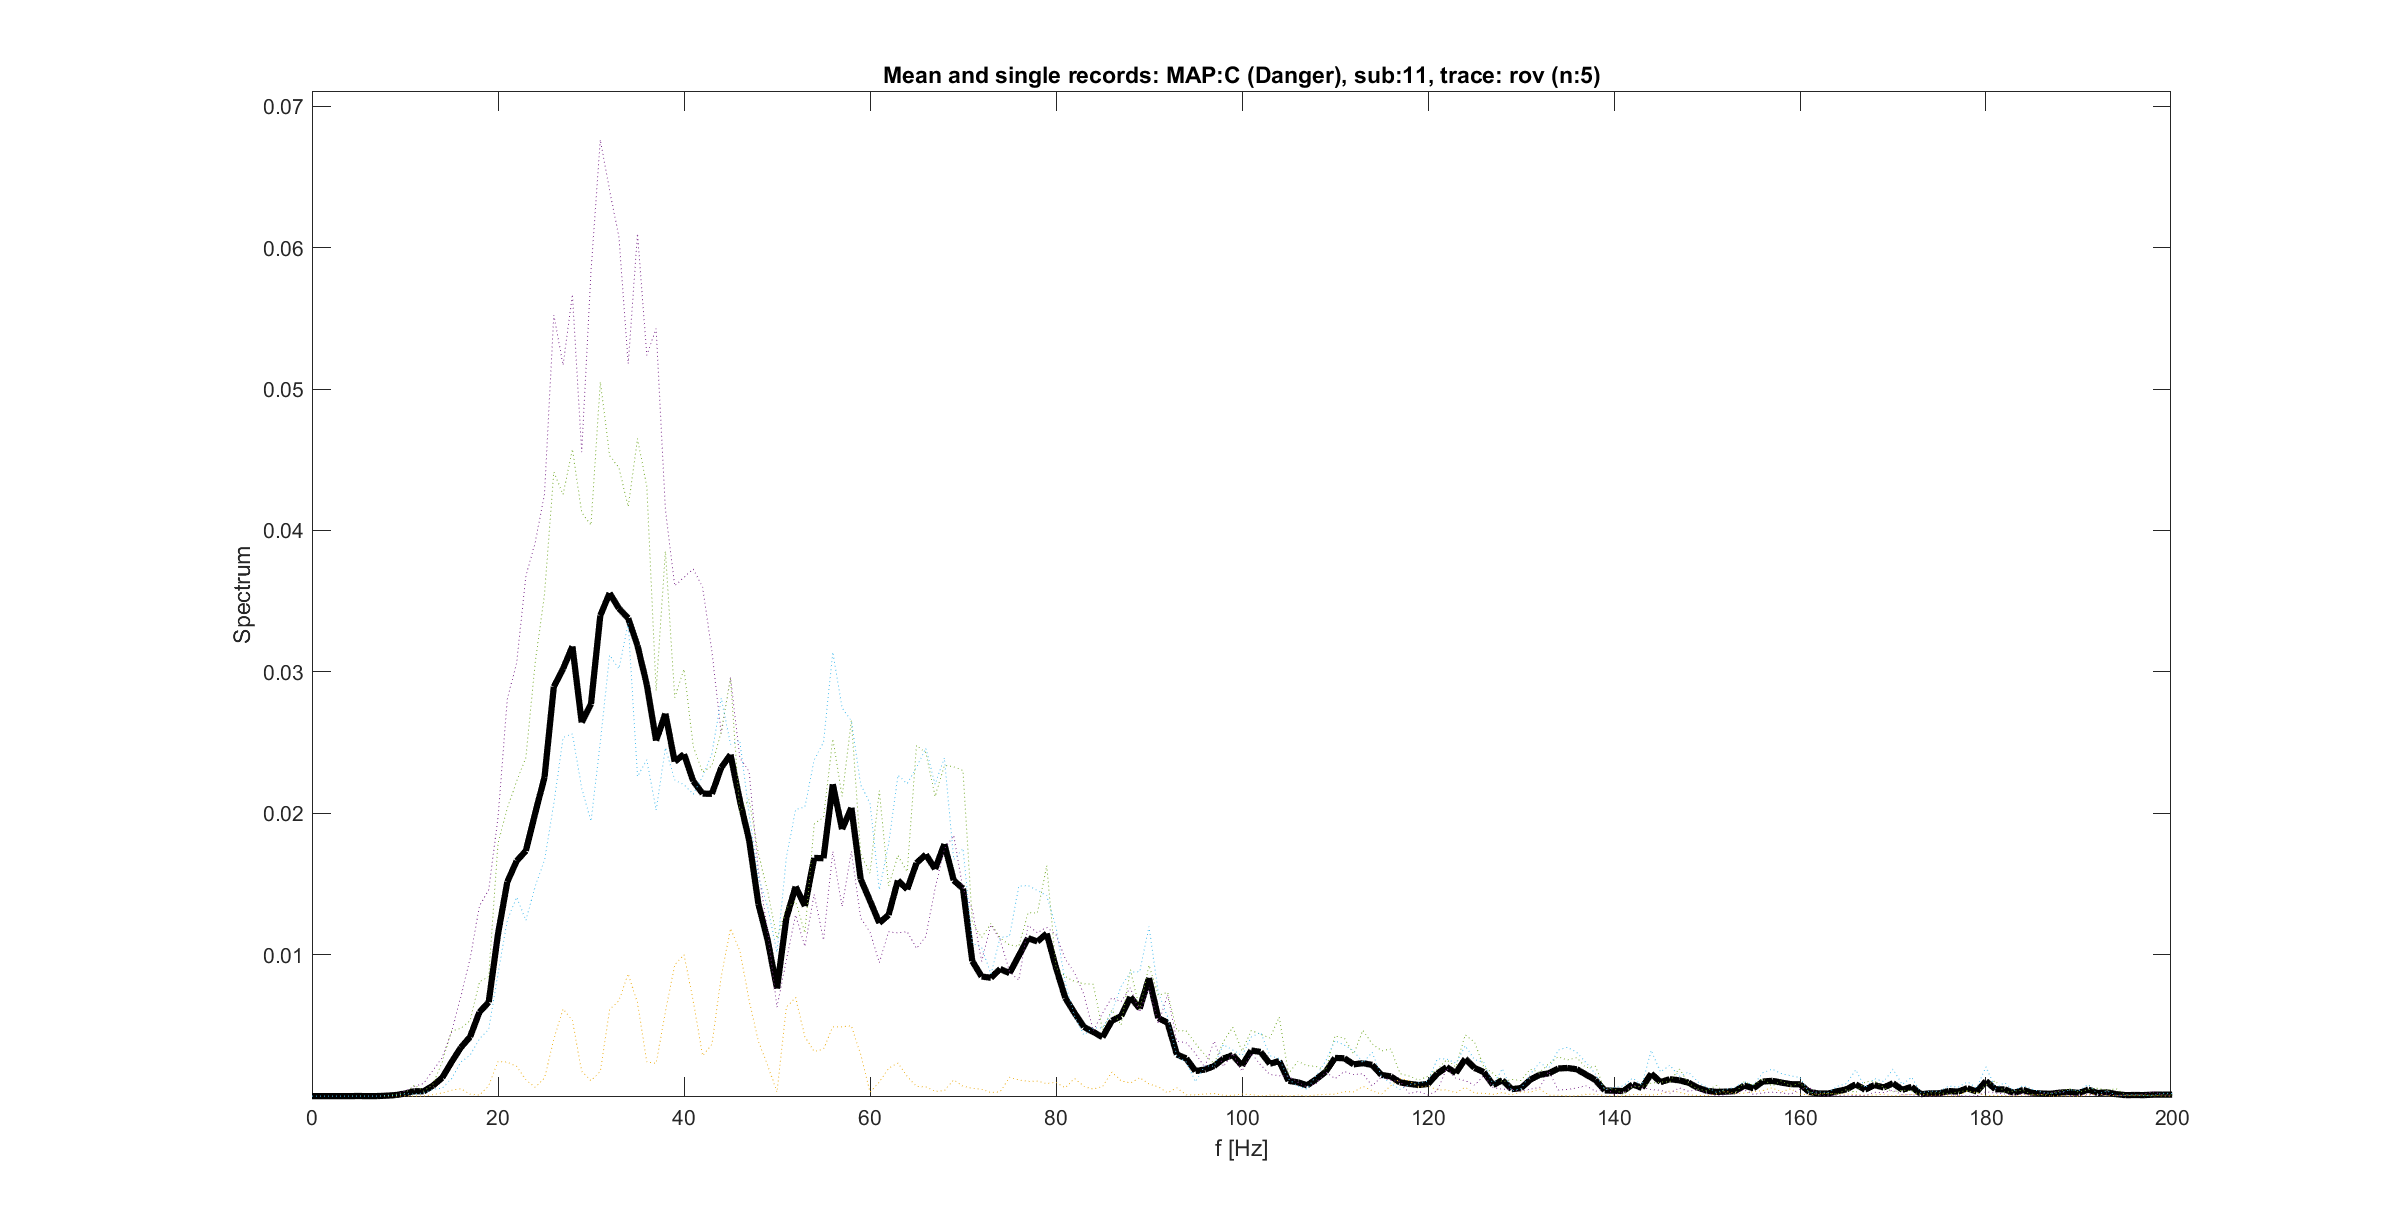 Mean and single records: MAP:C (Danger), sub:11, trace: rov (n:5)
0.07
0.06
0.05
0.04
0.03
0.02
0.01
Spectrum
0 20 40 60 80 100 120 140 160 180 200
f [Hz]